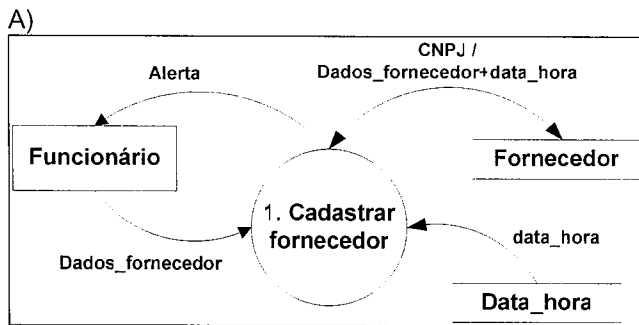 A)
CNPJ /
Dados_fornecedor+data_hora
Alerta
Funcionário
Fornecedor
1. Cadastrar
fornecedor
data_hora
Dados_fornecedor
Data_hora